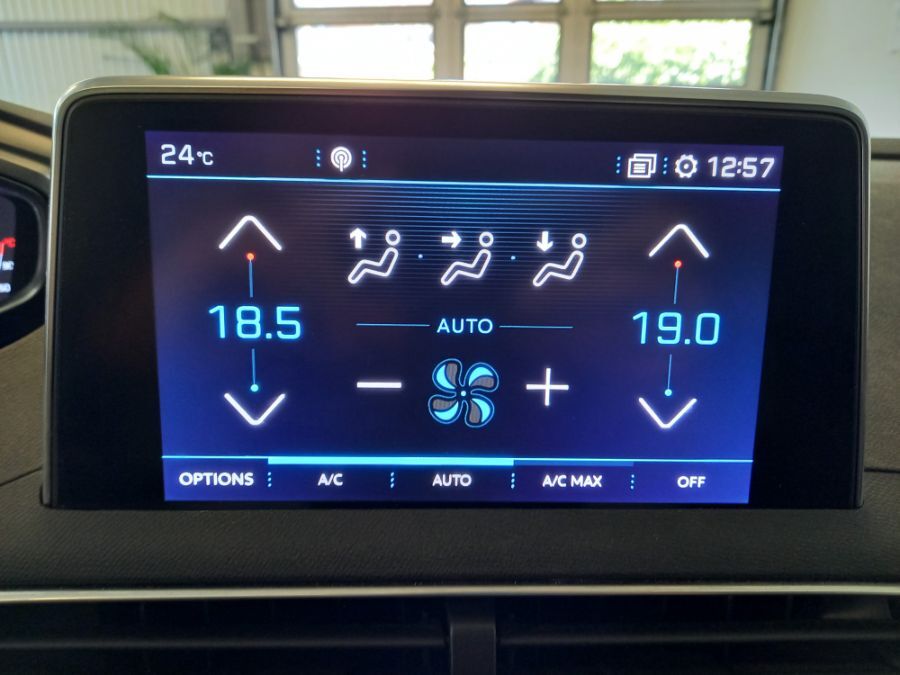 24°C 12:57
18.5 19.0
AUTO
OPTIONS A/C AUTO A/C MAX OFF